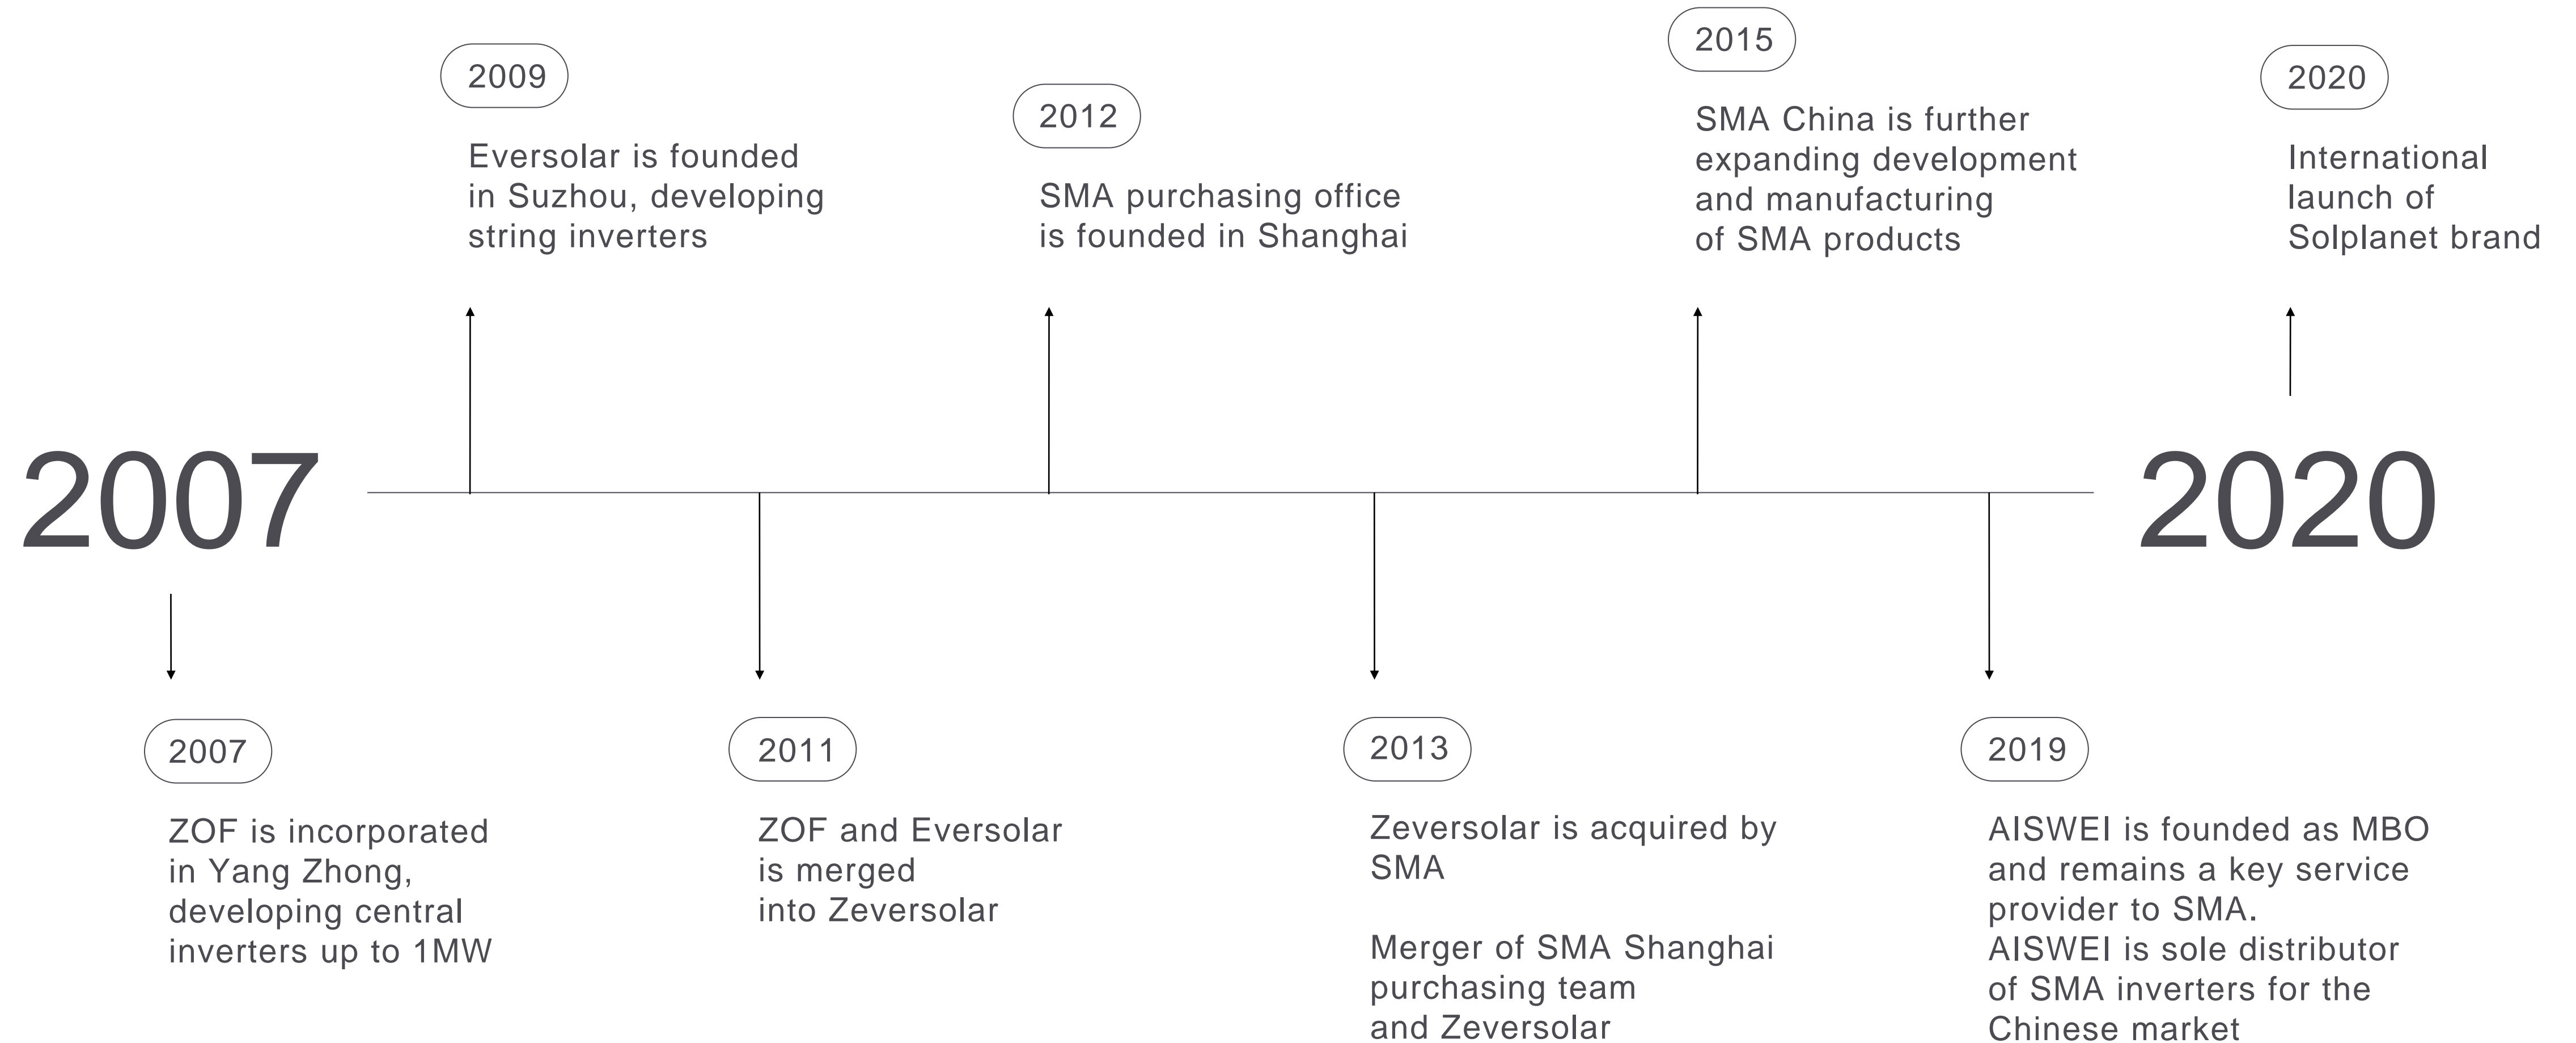 2007
2020
2007
ZOF is incorporated
in Yang Zhong,
developing central
inverters up to 1MW
2009
Eversolar is founded
in Suzhou, developing
string inverters
2011
ZOF and Eversolar
is merged
into Zeversolar
2012
SMA purchasing office
is founded in Shanghai
2013
Zeversolar is acquired by
SMA
Merger of SMA Shanghai
purchasing team
and Zeversolar
2015
SMA China is further
expanding development
and manufacturing
of SMA products
2019
AISWEI is founded as MBO
and remains a key service
provider to SMA.
AISWEI is sole distributor
of SMA inverters for the
Chinese market
2020
International
launch of
Solplanet brand